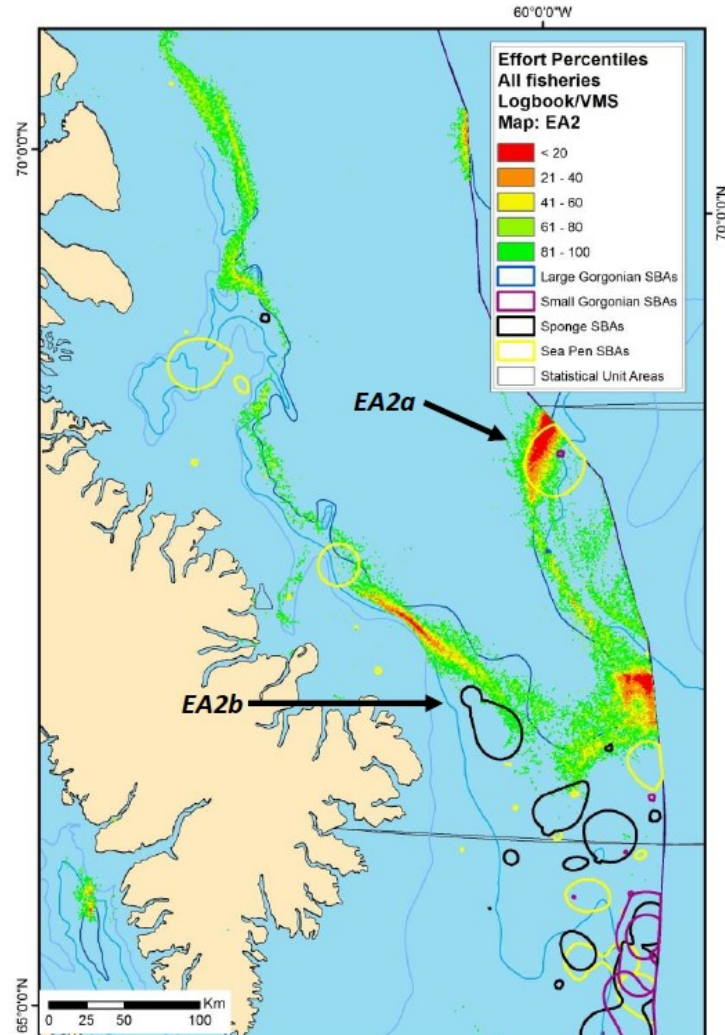 60°0'0"W
Effort Percentiles
All fisheries
Logbook/VMS
Map: EA2
< 20
21 - 40
41 - 60
61 - 80
81 - 100
Large Gorgonian SBAs
Small Gorgonian SBAs
Sponge SBAs
Sea Pen SBAs
Statistical Unit Areas
70°0'0"N
70°0'0"N
EA2a
EA2b
65°0'0"N
Km
0 25 50 100